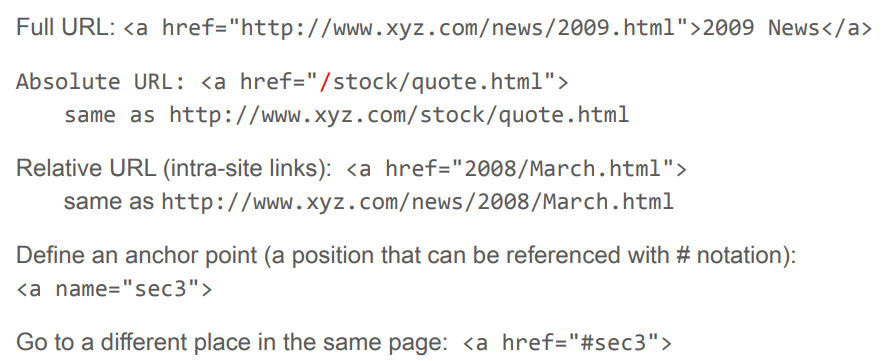 Full URL: <a href="http://www.xyz.com/news/2009.html">2009 News</a>
Absolute URL: <a href="/stock/quote.html">
same as http://www.xyz.com/stock/quote.html
Relative URL (intra-site links): <a href="2008/March.html">
same as http://www.xyz.com/news/2008/March.html
Define an anchor point (a position that can be referenced with # notation):
<a name="sec3">
Go to a different place in the same page: <a href="#sec3">